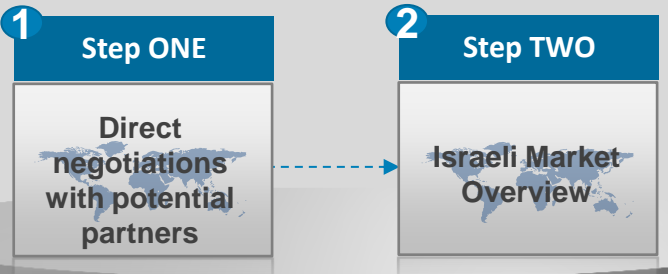 1
Step ONE
Direct
negotiations
with potential
partners
2
Step TWO
Israeli Market
Overview